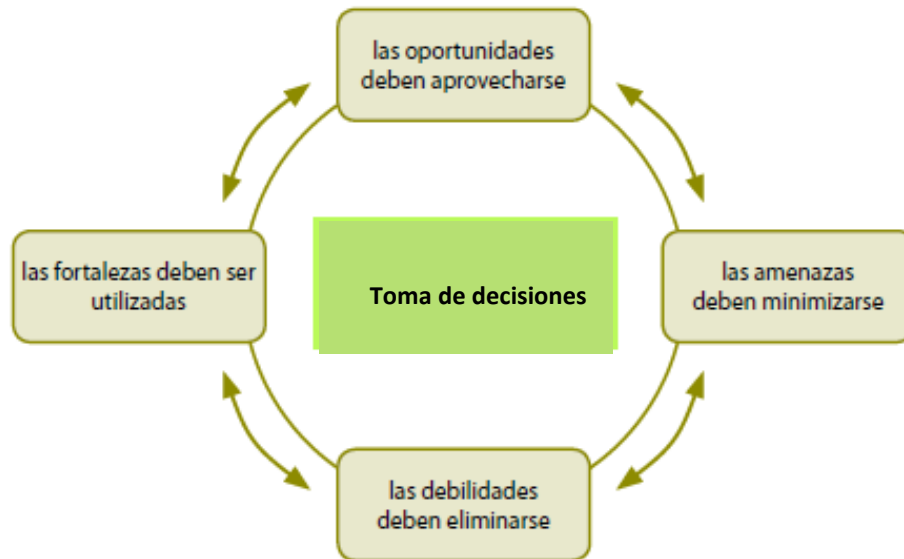 las oportunidades
deben aprovecharse
las fortalezas deben ser
utilizadas
Toma de decisiones
las amenazas
deben minimizarse
las debilidades
deben eliminarse